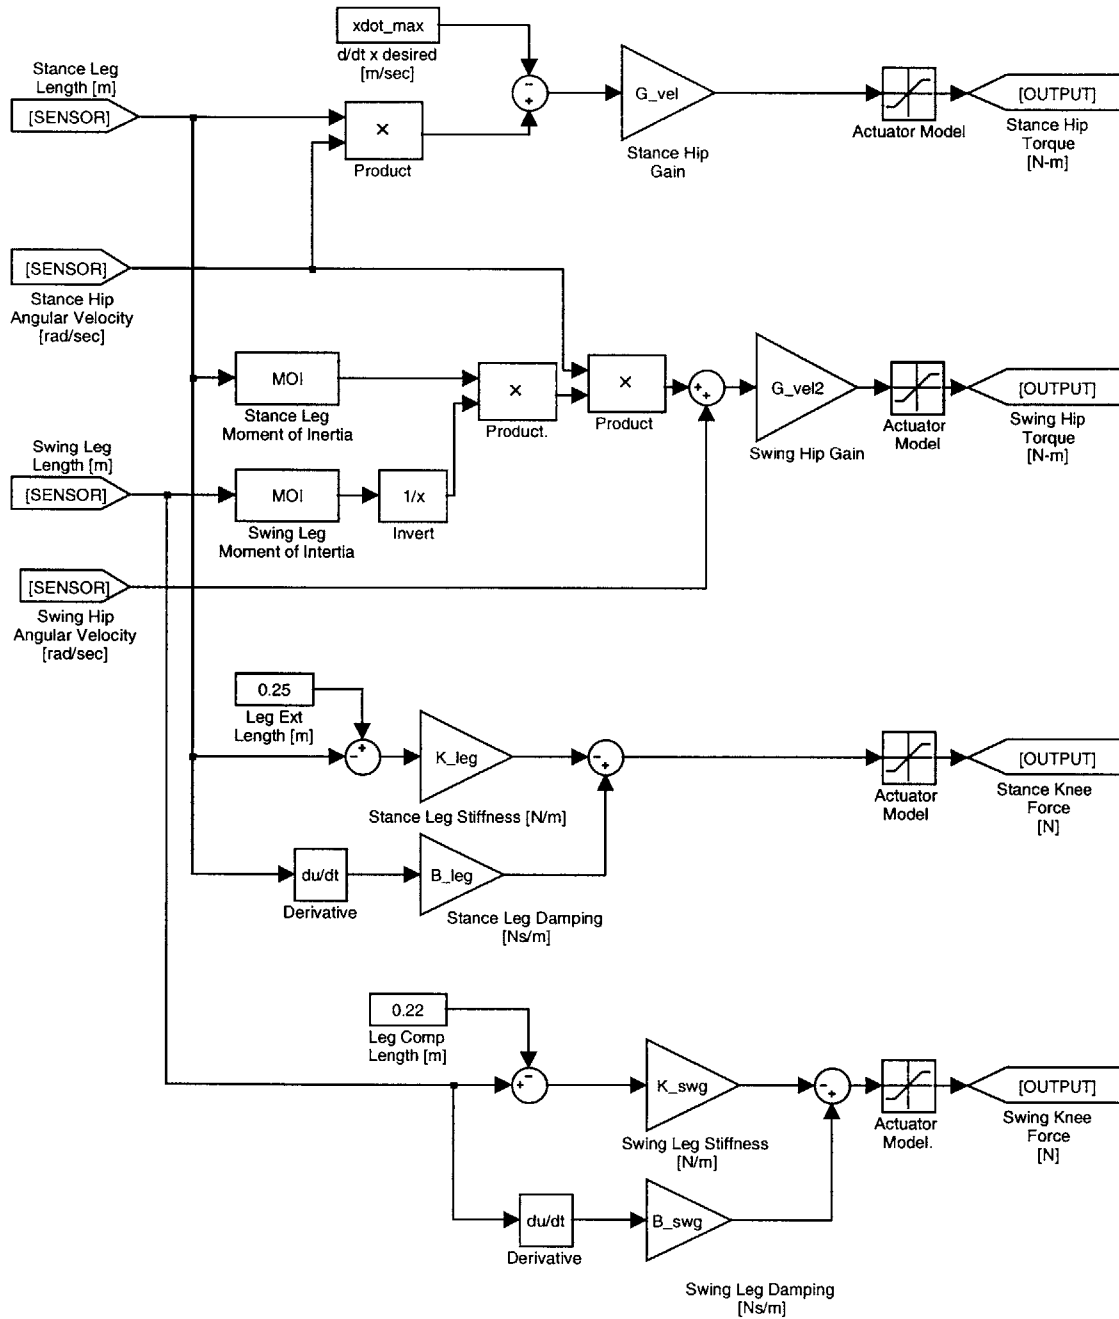 xdot_max
d/dt x desired
[m/sec]
Stance Leg
Length [m]
[SENSOR]
×
Product
-
+
G_vel
Stance Hip
Gain
Actuator Model
[OUTPUT]
Stance Hip
Torque
[N-m]
[SENSOR]
Stance Hip
Angular Velocity
[rad/sec]
MOI
Stance Leg
Moment of Inertia
×
Product.
×
Product
+
+
G_vel2
Swing Hip Gain
Actuator
Model
[OUTPUT]
Swing Hip
Torque
[N-m]
Swing Leg
Length [m]
[SENSOR]
MOI
Swing Leg
Moment of Intertia
1/x
Invert
[SENSOR]
Swing Hip
Angular Velocity
[rad/sec]
0.25
Leg Ext
Length [m]
+
-
K_leg
Stance Leg Stiffness [N/m]
-
+
Actuator
Model
[OUTPUT]
Stance Knee
Force
[N]
du/dt
Derivative
B_leg
Stance Leg Damping
[Ns/m]
0.22
Leg Comp
Length [m]
-
+
K_swg
Swing Leg Stiffness
[N/m]
-
+
Actuator
Model.
[OUTPUT]
Swing Knee
Force
[N]
du/dt
Derivative
B_swg
Swing Leg Damping
[Ns/m]